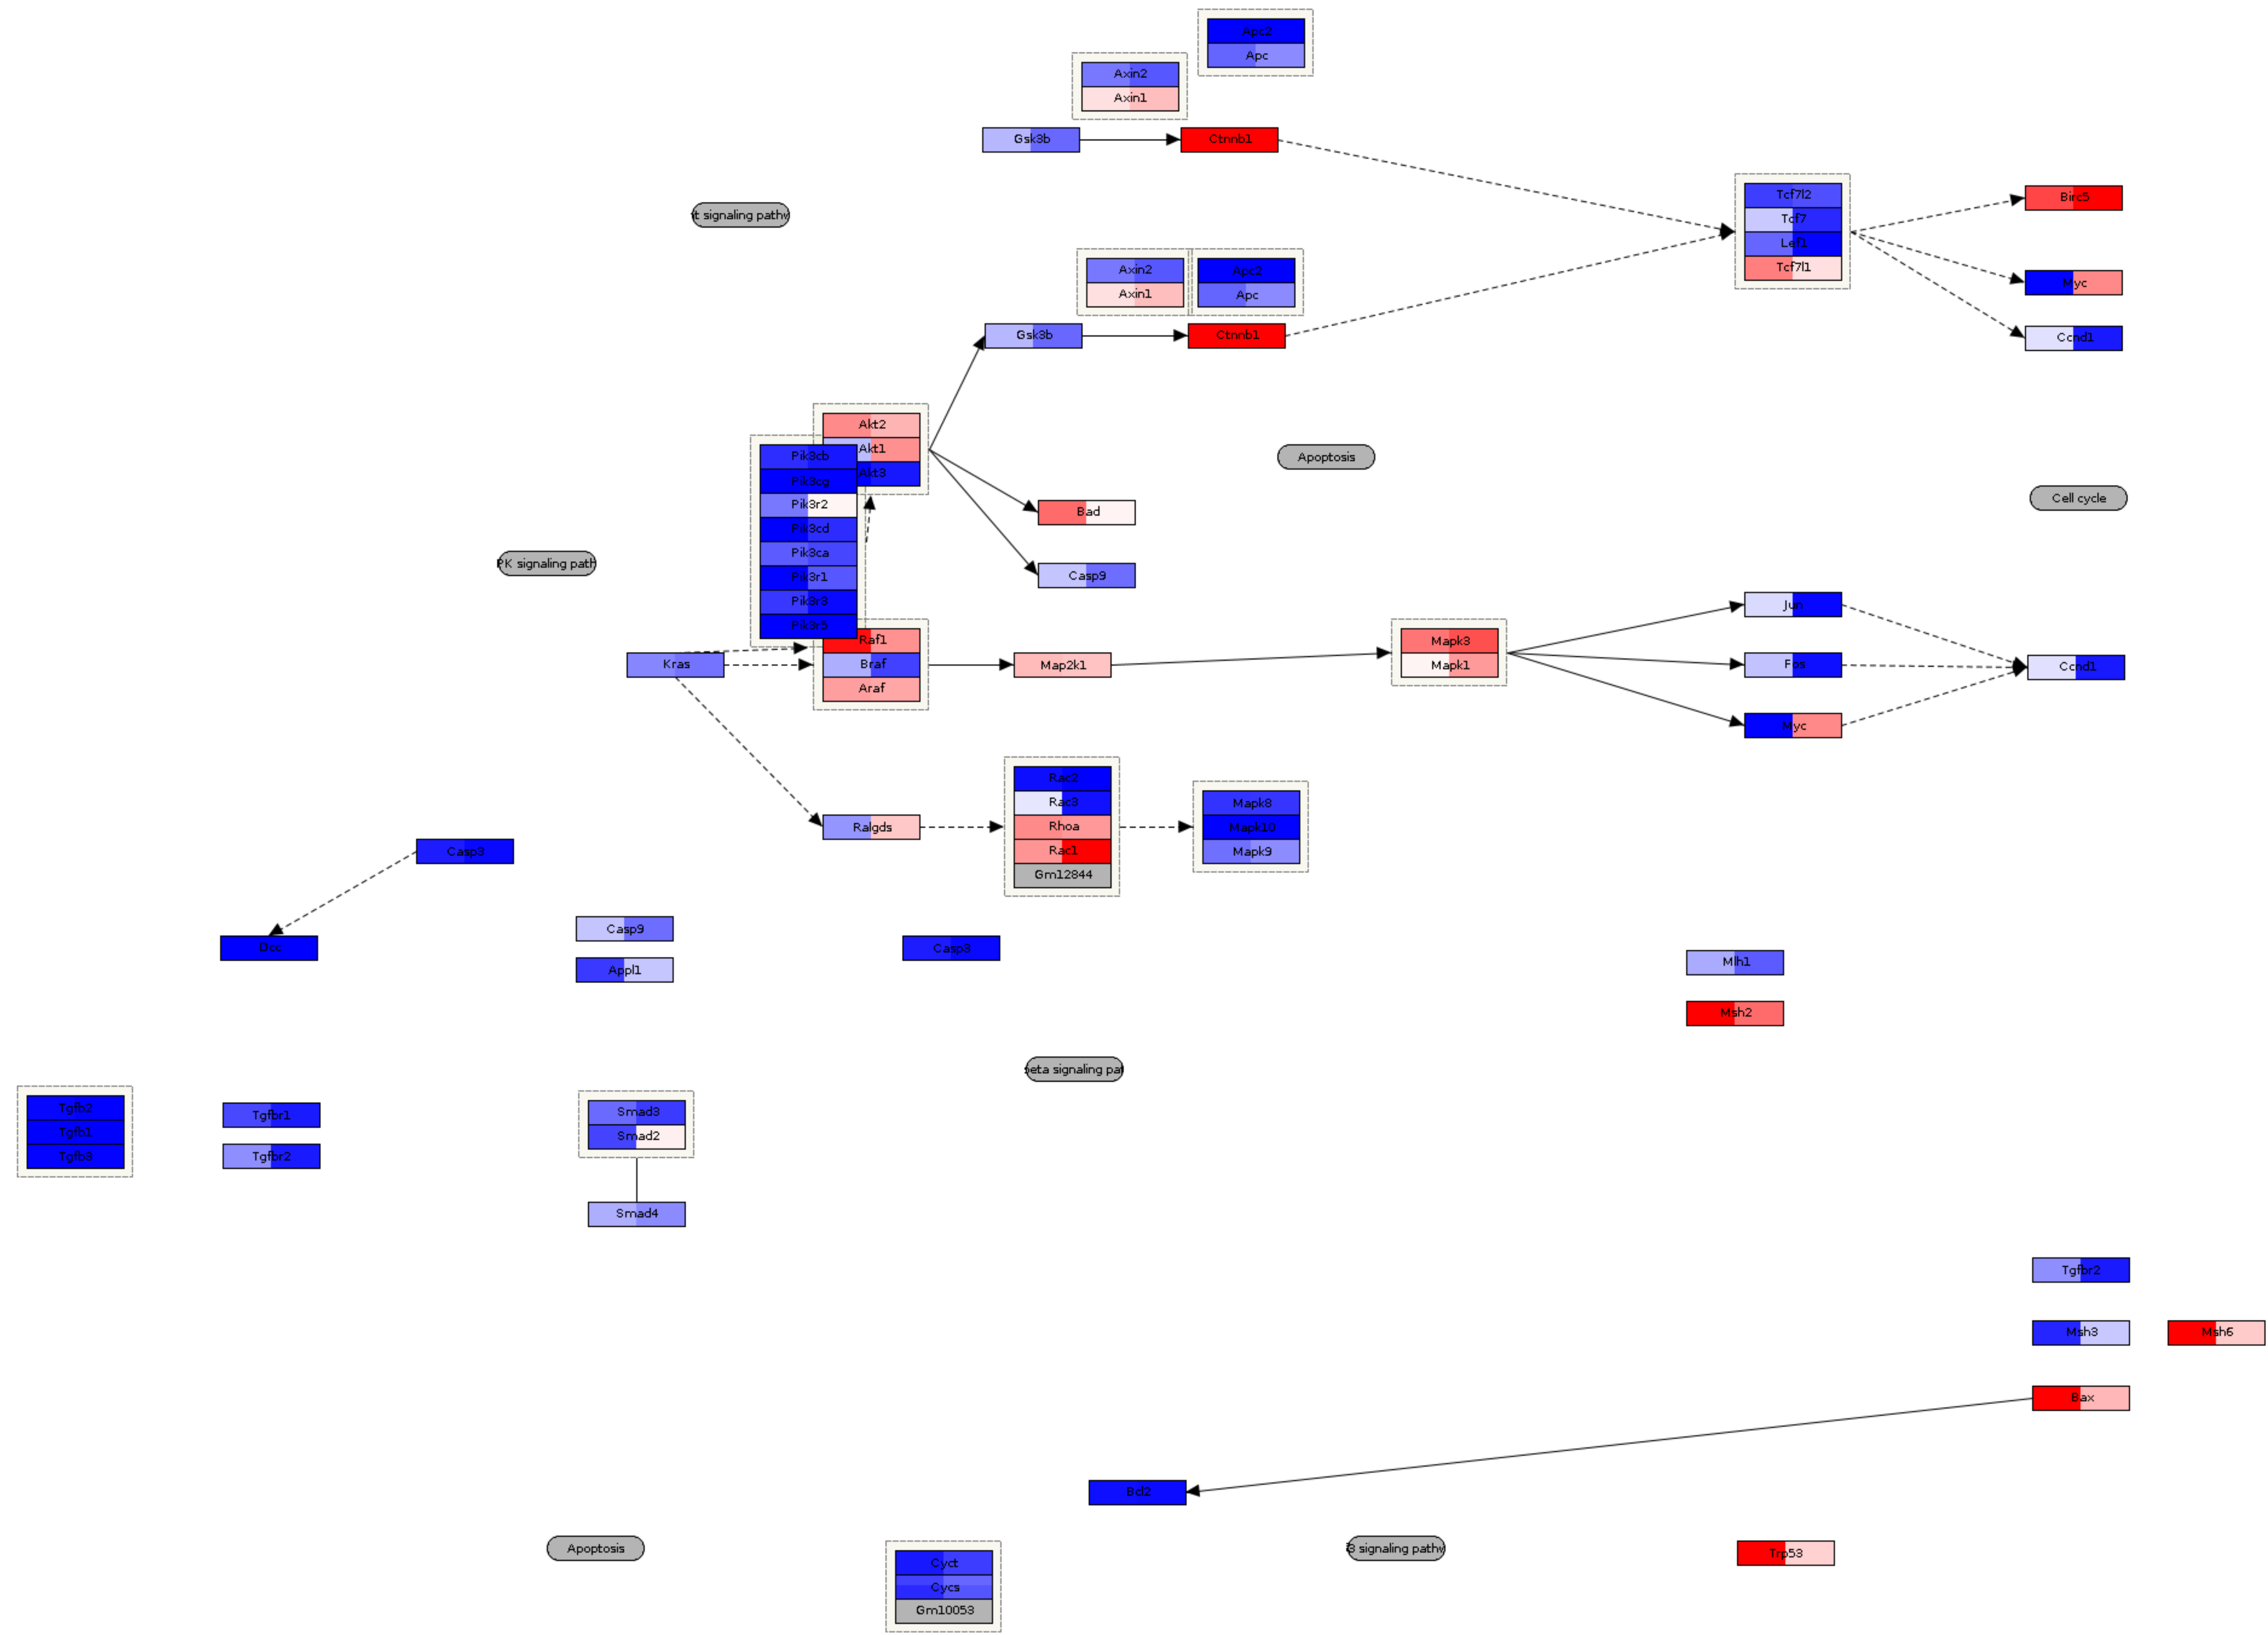 Apc2
Apc
Axin2
Axin1
Gsk3b
Ctnnb1
Tcf7l2
Tcf7
Lef1
Tcf7l1
Birc5
Myc
Ccnd1
t signaling pathw
Axin2
Axin1
Apc2
Apc
Gsk3b
Ctnnb1
Akt2
Akt1
Akt3
Pik3cb
Pik3cg
Pik3r2
Pik3cd
Pik3ca
Pik3r1
Pik3r3
Pik3r5
Apoptosis
Cell cycle
Bad
Casp9
PK signaling path
Raf1
Braf
Araf
Kras
Map2k1
Mapk3
Mapk1
Jun
Fos
Myc
Ccnd1
Ralgds
Rac2
Rac3
Rhoa
Rac1
Gm12844
Mapk8
Mapk10
Mapk9
Casp3
Dcc
Casp9
Appl1
Casp3
Mlh1
Msh2
beta signaling pat
Tgfb2
Tgfb1
Tgfb3
Tgfbr1
Tgfbr2
Smad3
Smad2
Smad4
Tgfbr2
Msh3
Msh6
Bax
Bcl2
Apoptosis
Cyct
Cycs
Gm10053
3 signaling pathw
Trp53